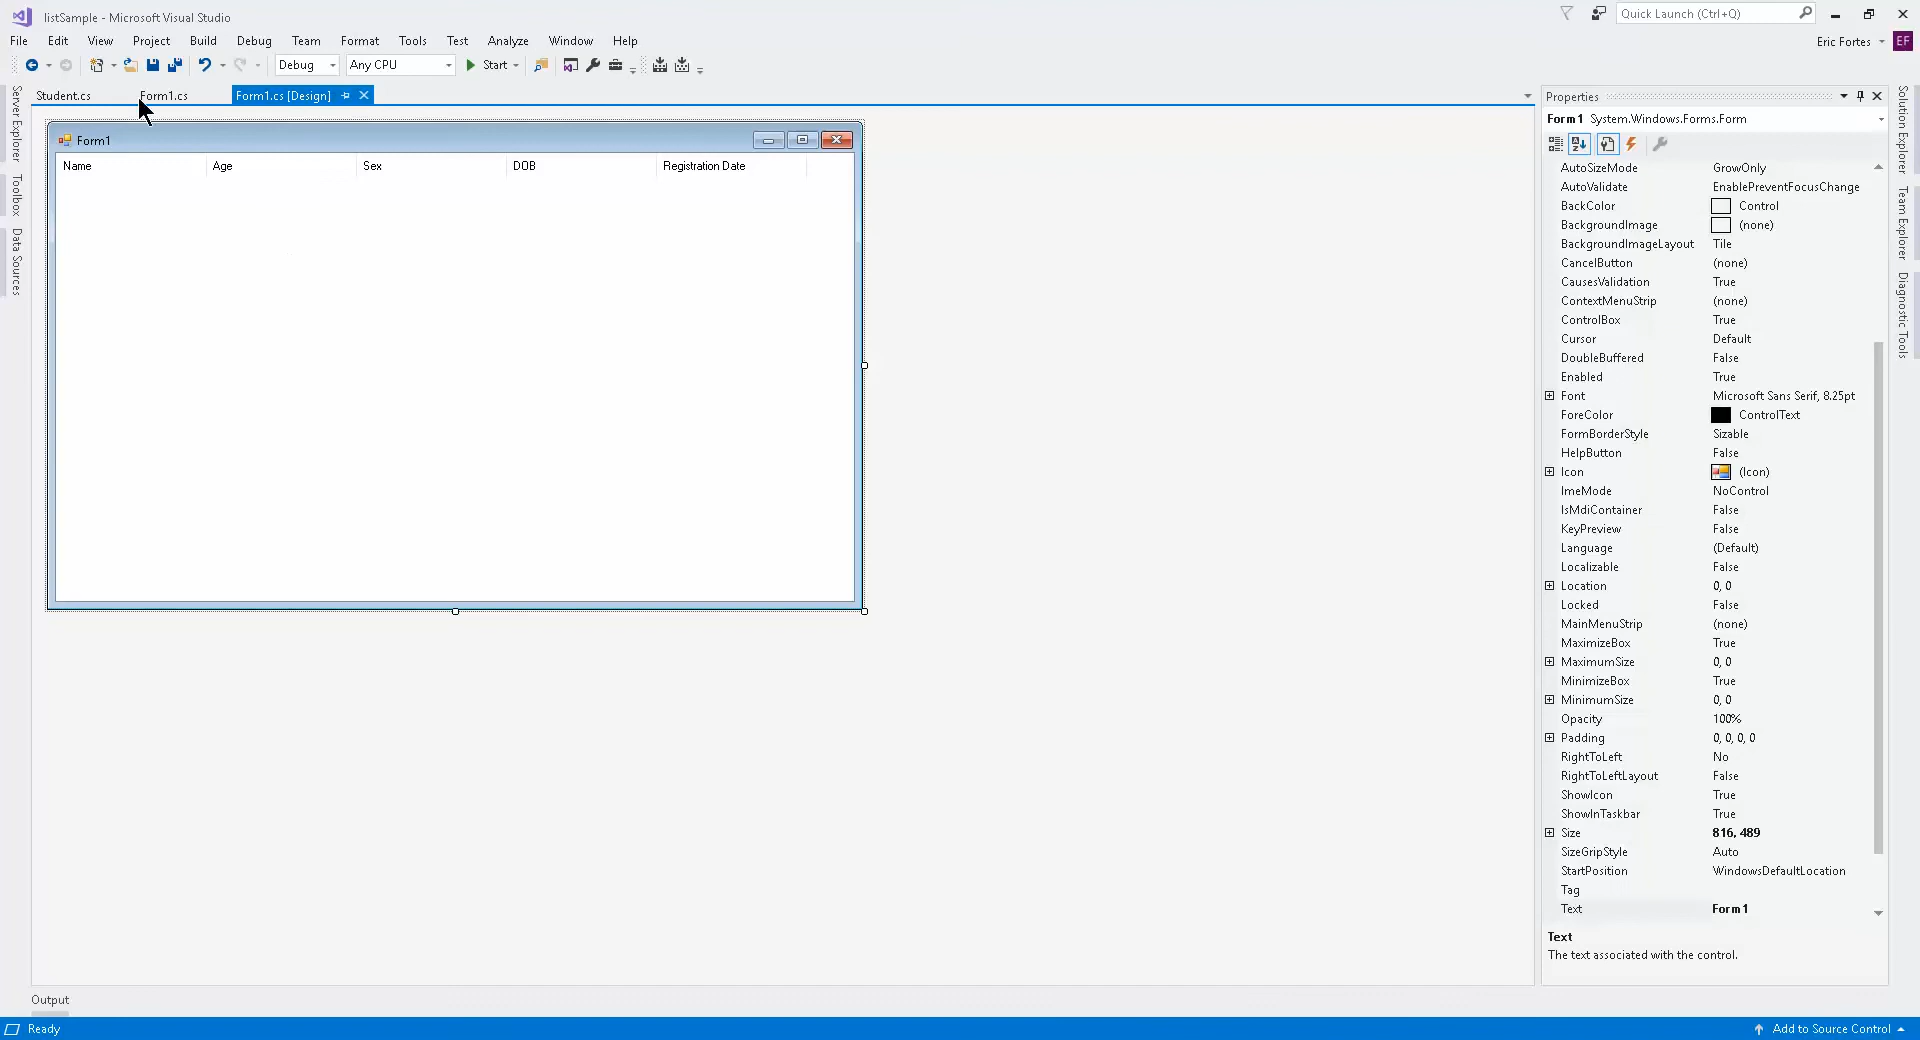 listSample - Microsoft Visual Studio
Quick Launch (Ctrl+Q)
File Edit View Project Build Debug Team Format Tools Test Analyze Window Help
Eric Fortes EF
Debug Any CPU Start
Student.cs Form1.cs Form1.cs [Design]
Server Explorer
Toolbox
Data Sources
Form1
Name Age Sex DOB Registration Date
Properties
Form1 System.Windows.Forms.Form
AutoSizeMode GrowOnly
AutoValidate EnablePreventFocusChange
BackColor Control
BackgroundImage (none)
BackgroundImageLayout Tile
CancelButton (none)
CausesValidation True
ContextMenuStrip (none)
ControlBox True
Cursor Default
DoubleBuffered False
Enabled True
Font Microsoft Sans Serif, 8.25pt
ForeColor ControlText
FormBorderStyle Sizable
HelpButton False
Icon (Icon)
ImeMode NoControl
IsMdiContainer False
KeyPreview False
Language (Default)
Localizable False
Location 0, 0
Locked False
MainMenuStrip (none)
MaximizeBox True
MaximumSize 0, 0
MinimizeBox True
MinimumSize 0, 0
Opacity 100%
Padding 0, 0, 0, 0
RightToLeft No
RightToLeftLayout False
ShowIcon True
ShowInTaskbar True
Size 816, 489
SizeGripStyle Auto
StartPosition WindowsDefaultLocation
Tag
Text Form1
Text
The text associated with the control.
Solution Explorer
Team Explorer
Diagnostic Tools
Output
Ready
Add to Source Control